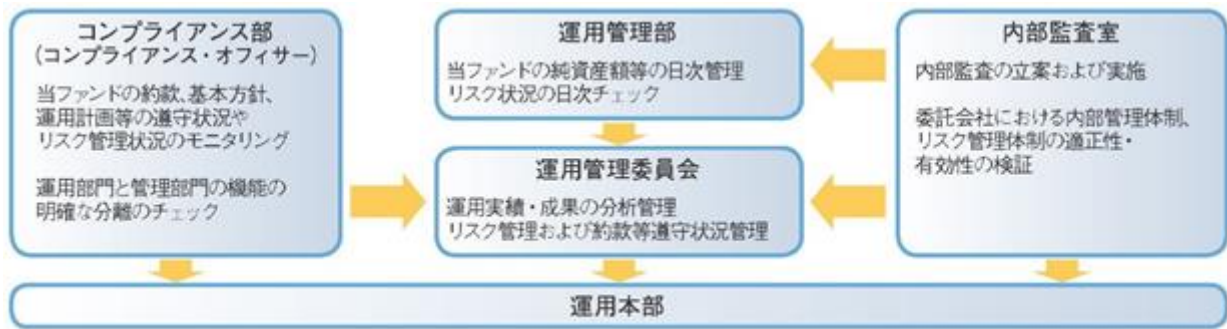 コンプライアンス部
(コンプライアンス・オフィサー)
当ファンドの約款、基本方針、
運用計画等の遵守状況や
リスク管理状況のモニタリング
運用部門と管理部門の機能の
明確な分離のチェック
運用管理部
当ファンドの純資産額等の日次管理
リスク状況の日次チェック
運用管理委員会
運用実績・成果の分析管理
リスク管理および約款等遵守状況管理
内部監査室
内部監査の立案および実施
委託会社における内部管理体制、
リスク管理体制の適正性・
有効性の検証
運用本部